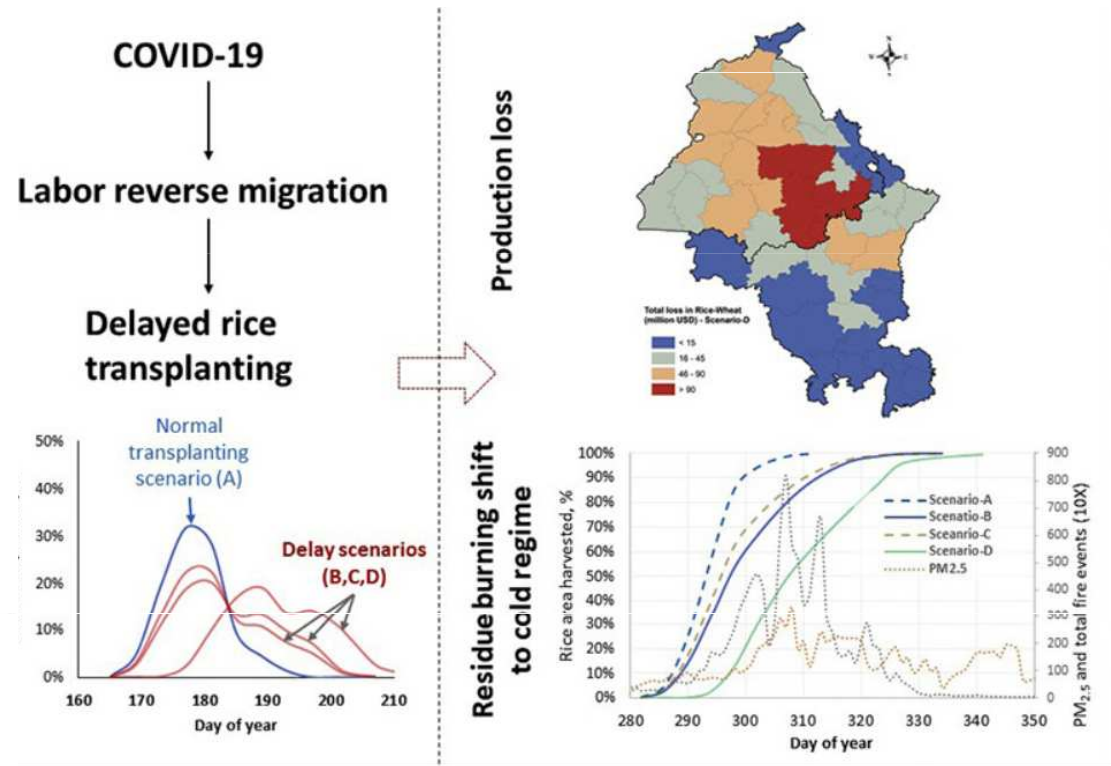 COVID-19
Labor reverse migration
Delayed rice
transplanting
Normal
transplanting
scenario (A)
Delay scenarios
(B,C,D)
50%
40%
30%
20%
10%
0%
160
170
180
190
200
210
Day of year
Production loss
N
W
E
S
Total loss in Rice-Wheat
(million USD) - Scenario-D
< 15
16 - 45
46 - 90
> 90
Residue burning shift
to cold regime
Rice area harvested, %
100%
90%
80%
70%
60%
50%
40%
30%
20%
10%
0%
Scenario-A
Scenatio-B
Sceanrio-C
Scenario-D
PM2.5
900
800
700
600
500
400
300
200
100
0
PM2.5 and total fire events (10X)
280
290
300
310
320
330
340
350
Day of year